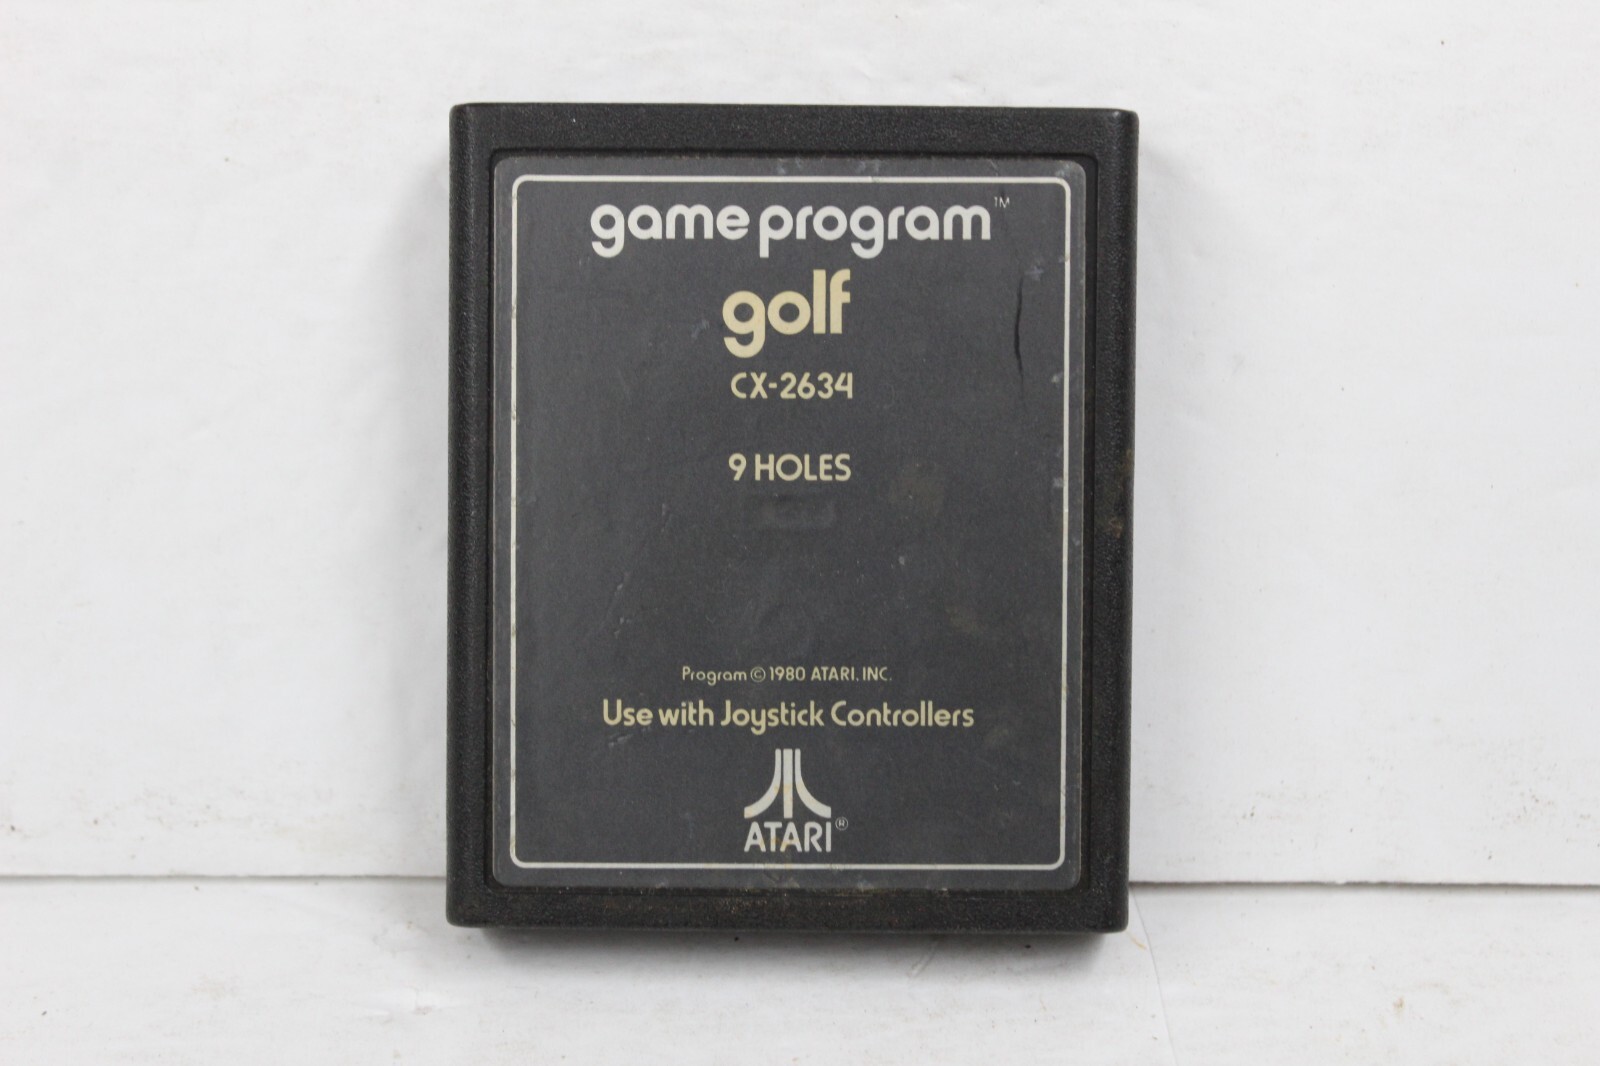 game program™
golf
CX-2634
9 HOLES
Program © 1980 ATARI, INC.
Use with Joystick Controllers
ATARI®